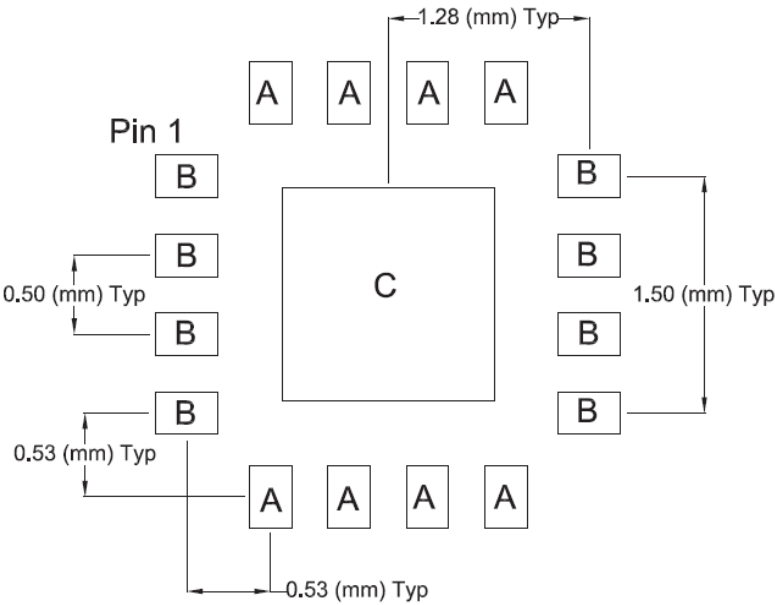 1.28 (mm) Typ
A A A A
Pin 1
B B
B B
C
0.50 (mm) Typ 1.50 (mm) Typ
B B
B B
0.53 (mm) Typ
A A A A
0.53 (mm) Typ